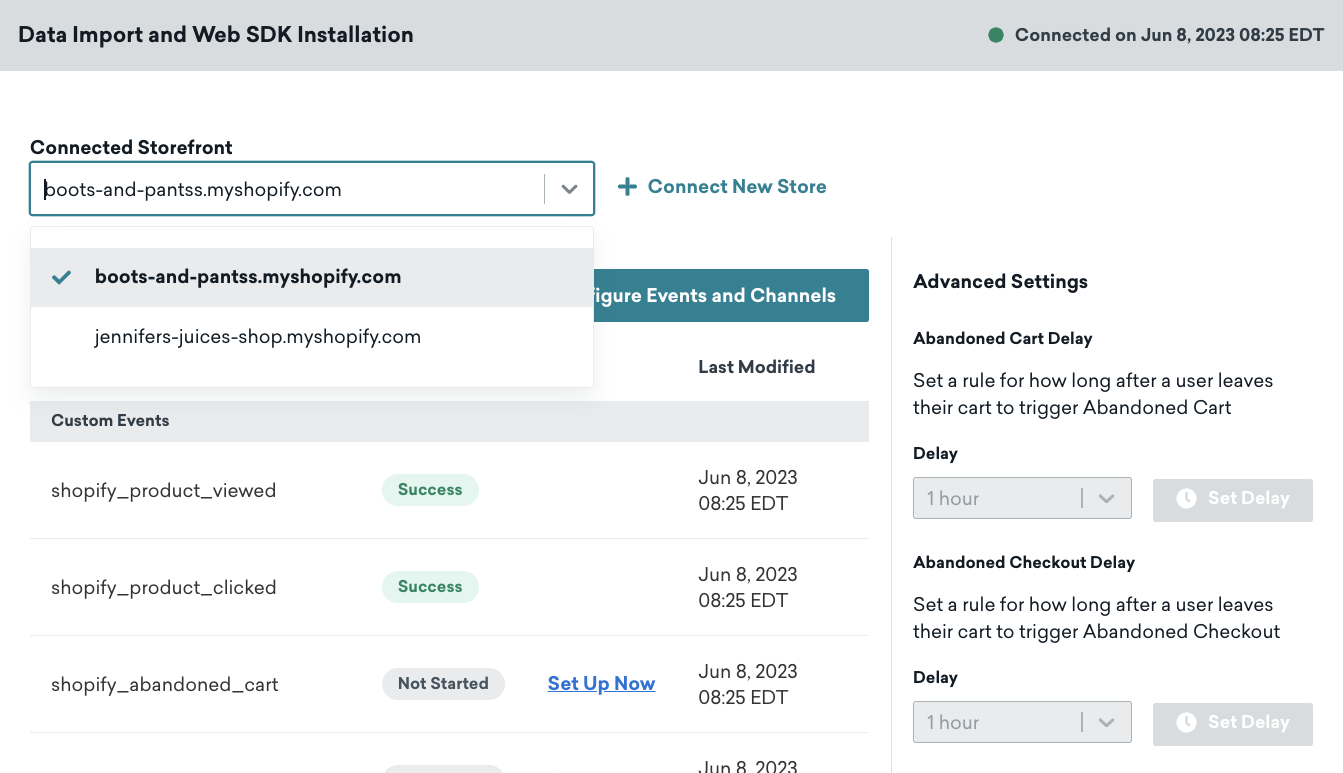 Data Import and Web SDK Installation
Connected on Jun 8, 2023 08:25 EDT
Connected Storefront
boots-and-pantss.myshopify.com
Connect New Store
boots-and-pantss.myshopify.com
jennifers-juices-shop.myshopify.com
Events and Channels
Last Modified
Custom Events
shopify_product_viewed
Success
Jun 8, 2023
08:25 EDT
shopify_product_clicked
Success
Jun 8, 2023
08:25 EDT
shopify_abandoned_cart
Not Started
Set Up Now
Jun 8, 2023
08:25 EDT
Jun 8, 2023
Advanced Settings
Abandoned Cart Delay
Set a rule for how long after a user leaves
their cart to trigger Abandoned Cart
Delay
1 hour
Set Delay
Abandoned Checkout Delay
Set a rule for how long after a user leaves
their cart to trigger Abandoned Checkout
Delay
1 hour
Set Delay